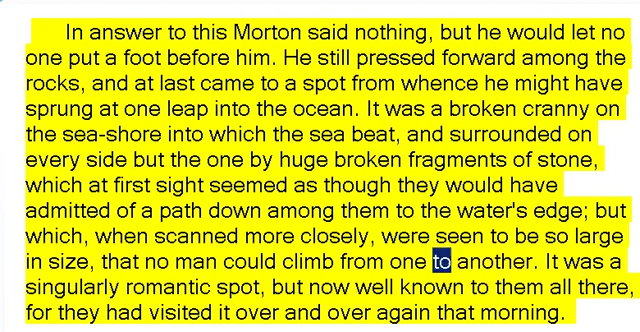 In answer to this Morton said nothing, but he would let no
one put a foot before him. He still pressed forward among the
rocks, and at last came to a spot from whence he might have
sprung at one leap into the ocean. It was a broken cranny on
the sea-shore into which the sea beat, and surrounded on
every side but the one by huge broken fragments of stone,
which at first sight seemed as though they would have
admitted of a path down among them to the water's edge; but
which, when scanned more closely, were seen to be so large
in size, that no man could climb from one to another. It was a
singularly romantic spot, but now well known to them all there,
for they had visited it over and over again that morning.